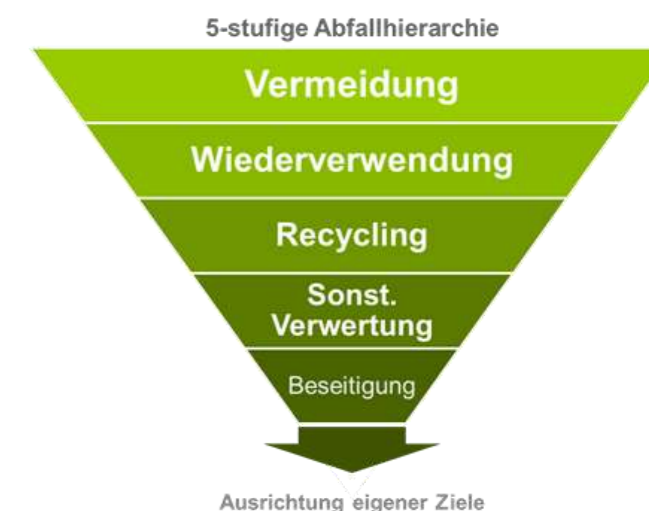 5-stufige Abfallhierarchie
Vermeidung
Wiederverwendung
Recycling
Sonst.
Verwertung
Beseitigung
Ausrichtung eigener Ziele